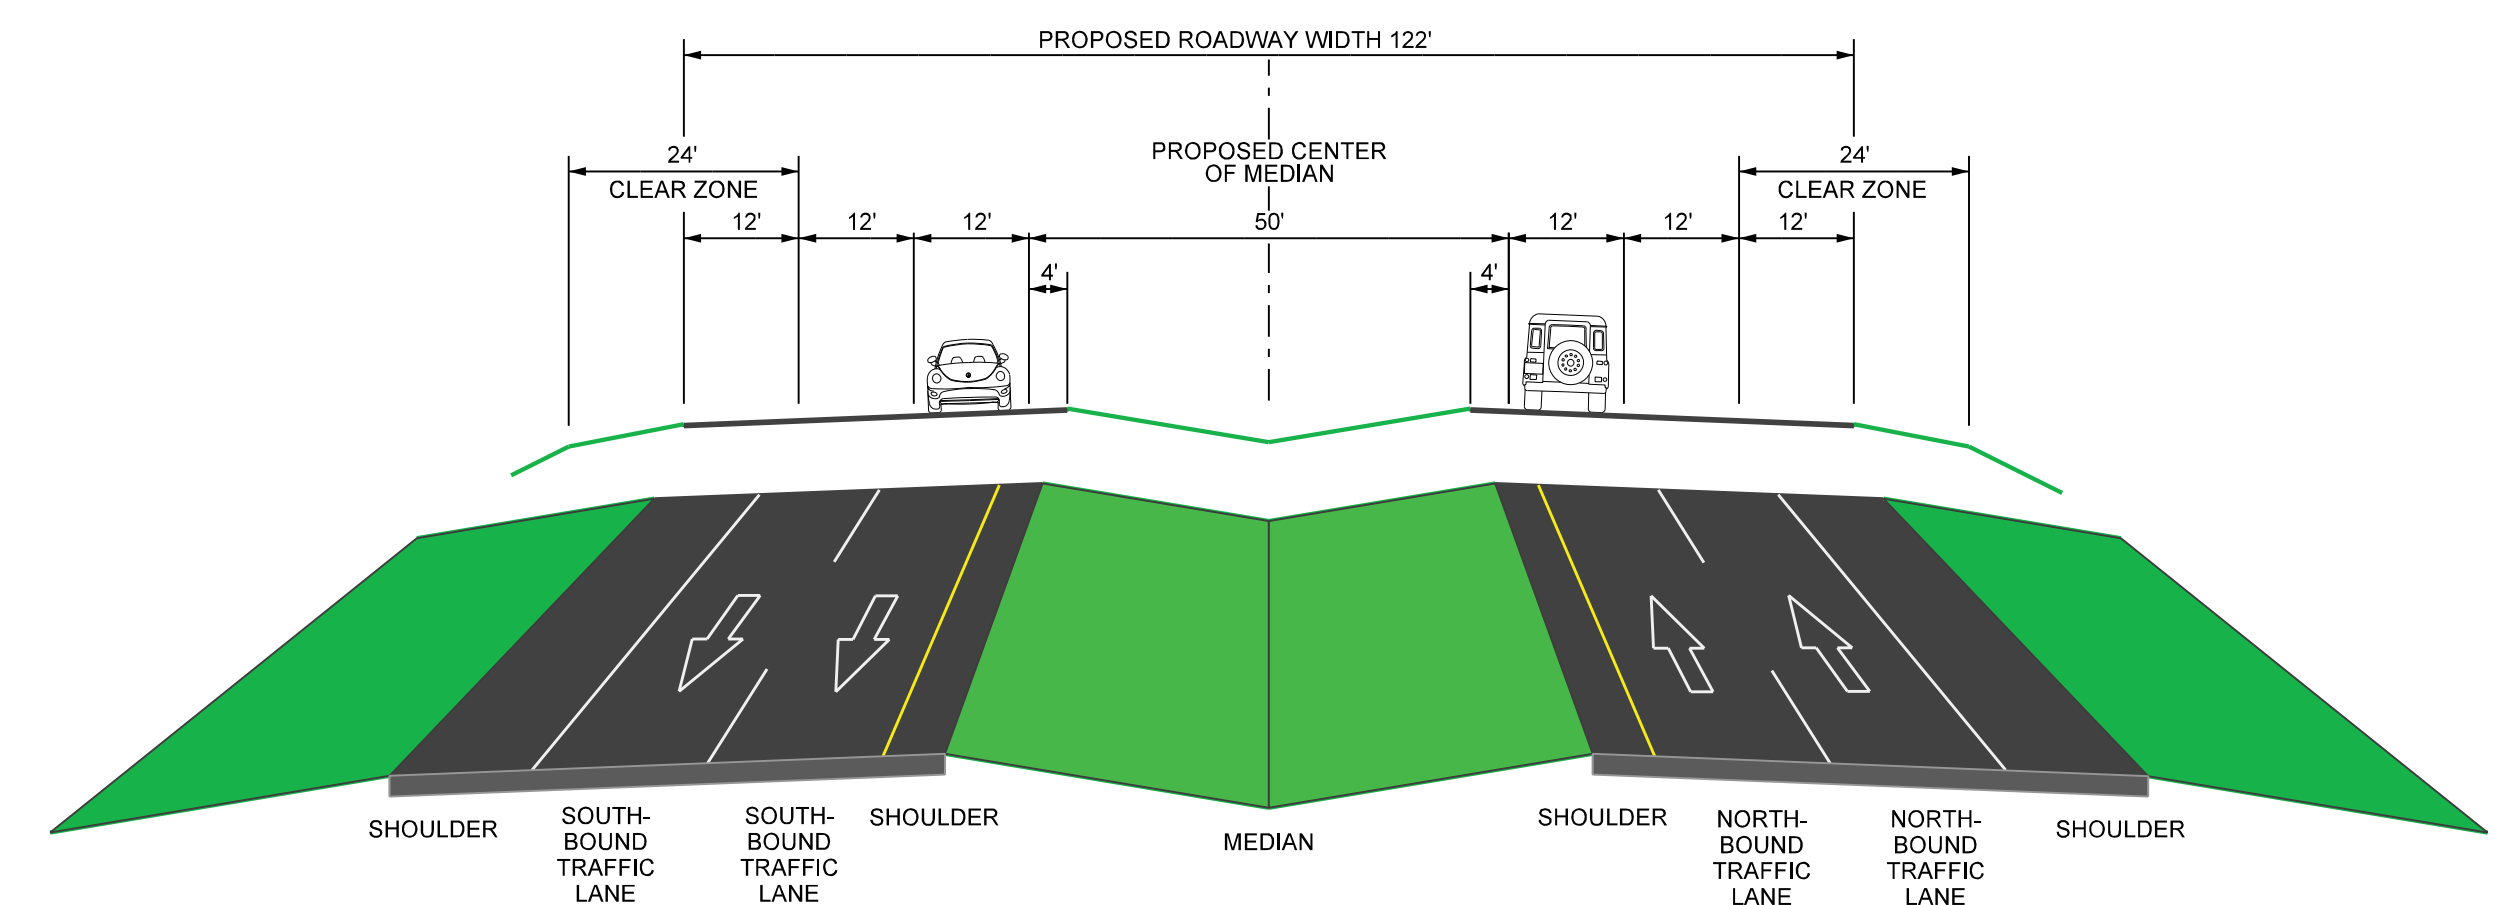 PROPOSED ROADWAY WIDTH 122'
PROPOSED CENTER
OF MEDIAN
24'
CLEAR ZONE
24'
CLEAR ZONE
12'
12'
12'
50'
12'
12'
12'
4'
4'
SHOULDER
SOUTH-
BOUND
TRAFFIC
LANE
SOUTH-
BOUND
TRAFFIC
LANE
SHOULDER
MEDIAN
SHOULDER
NORTH-
BOUND
TRAFFIC
LANE
NORTH-
BOUND
TRAFFIC
LANE
SHOULDER